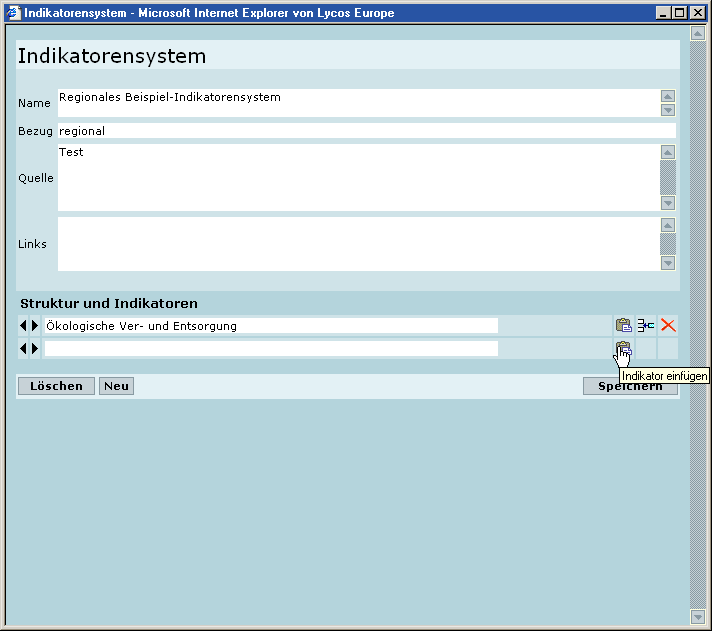 Indikatorensystem - Microsoft Internet Explorer von Lycos Europe
Indikatorensystem
Name
Regionales Beispiel-Indikatorensystem
Bezug
regional
Quelle
Test
Links
Struktur und Indikatoren
Ökologische Ver- und Entsorgung
Indikator einfügen
Löschen
Neu
Speichern